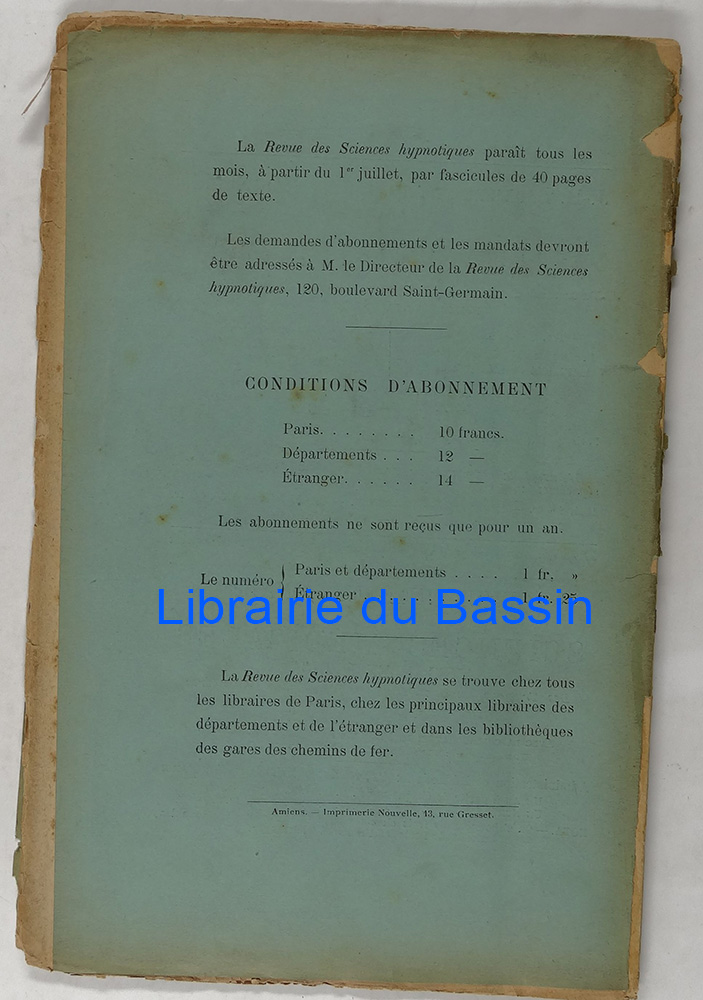 La Revue des Sciences hypnotiques paraît tous les
mois, à partir du 1er juillet, par fascicules de 40 pages
de texte.
Les demandes d'abonnements et les mandats devront
être adressés à M. le Directeur de la Revue des Sciences
hypnotiques, 120, boulevard Saint-Germain.
CONDITIONS D'ABONNEMENT
Paris. . . . . . . . 10 francs.
Départements . . . 12 —
Étranger. . . . . . 14 —
Les abonnements ne sont reçus que pour un an.
Le numéro { Paris et départements . . . . 1 fr. »
Étranger . . . . . . . . . . . 1 fr. 25
Librairie du Bassin
La Revue des Sciences hypnotiques se trouve chez tous
les libraires de Paris, chez les principaux libraires des
départements et de l'étranger et dans les bibliothèques
des gares des chemins de fer.
Amiens. — Imprimerie Nouvelle, 13, rue Gresset.